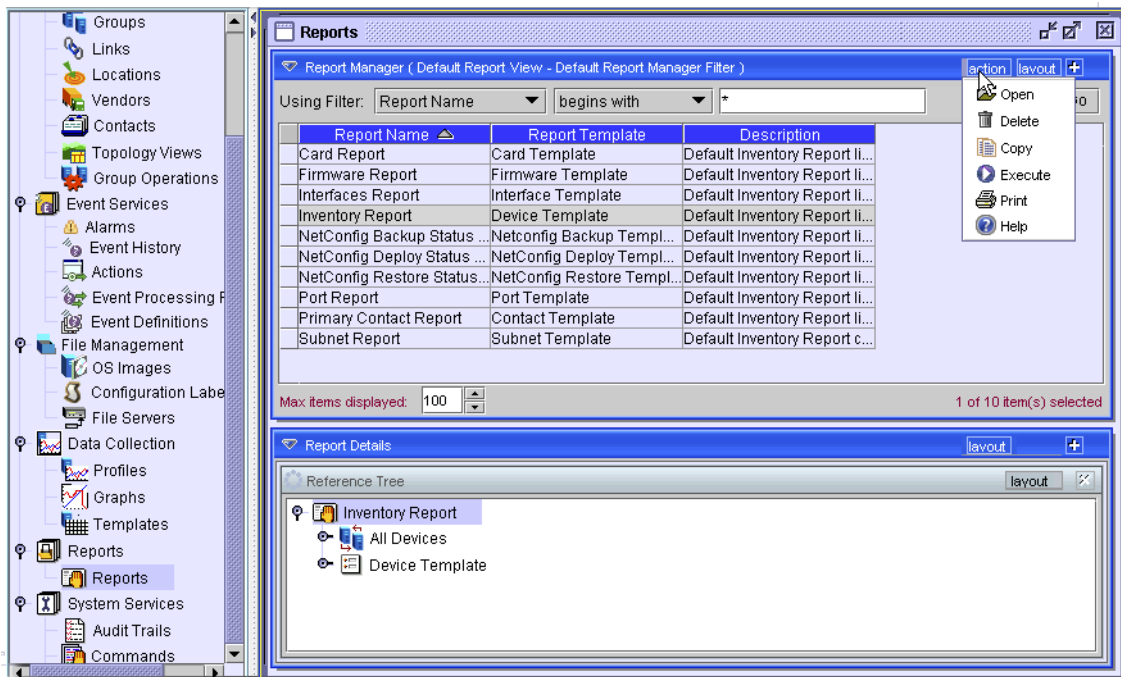 Groups
Links
Locations
Vendors
Contacts
Topology Views
Group Operations
Event Services
Alarms
Event History
Actions
Event Processing
Event Definitions
File Management
OS Images
Configuration Labe
File Servers
Data Collection
Profiles
Graphs
Templates
Reports
Reports
System Services
Audit Trails
Commands
Reports
Report Manager ( Default Report View - Default Report Manager Filter )
action layout
Using Filter: Report Name begins with *
Open
Delete
Copy
Execute
Print
Help
Report Name Report Template Description
Card Report Card Template Default Inventory Report li...
Firmware Report Firmware Template Default Inventory Report li...
Interfaces Report Interface Template Default Inventory Report li...
Inventory Report Device Template Default Inventory Report li...
NetConfig Backup Status ... Netconfig Backup Templ... Default Inventory Report li...
NetConfig Deploy Status ... NetConfig Deploy Templ... Default Inventory Report li...
NetConfig Restore Status... NetConfig Restore Templ... Default Inventory Report li...
Port Report Port Template Default Inventory Report li...
Primary Contact Report Contact Template Default Inventory Report li...
Subnet Report Subnet Template Default Inventory Report c...
Max items displayed: 100 1 of 10 item(s) selected
Report Details layout
Reference Tree layout
Inventory Report
All Devices
Device Template